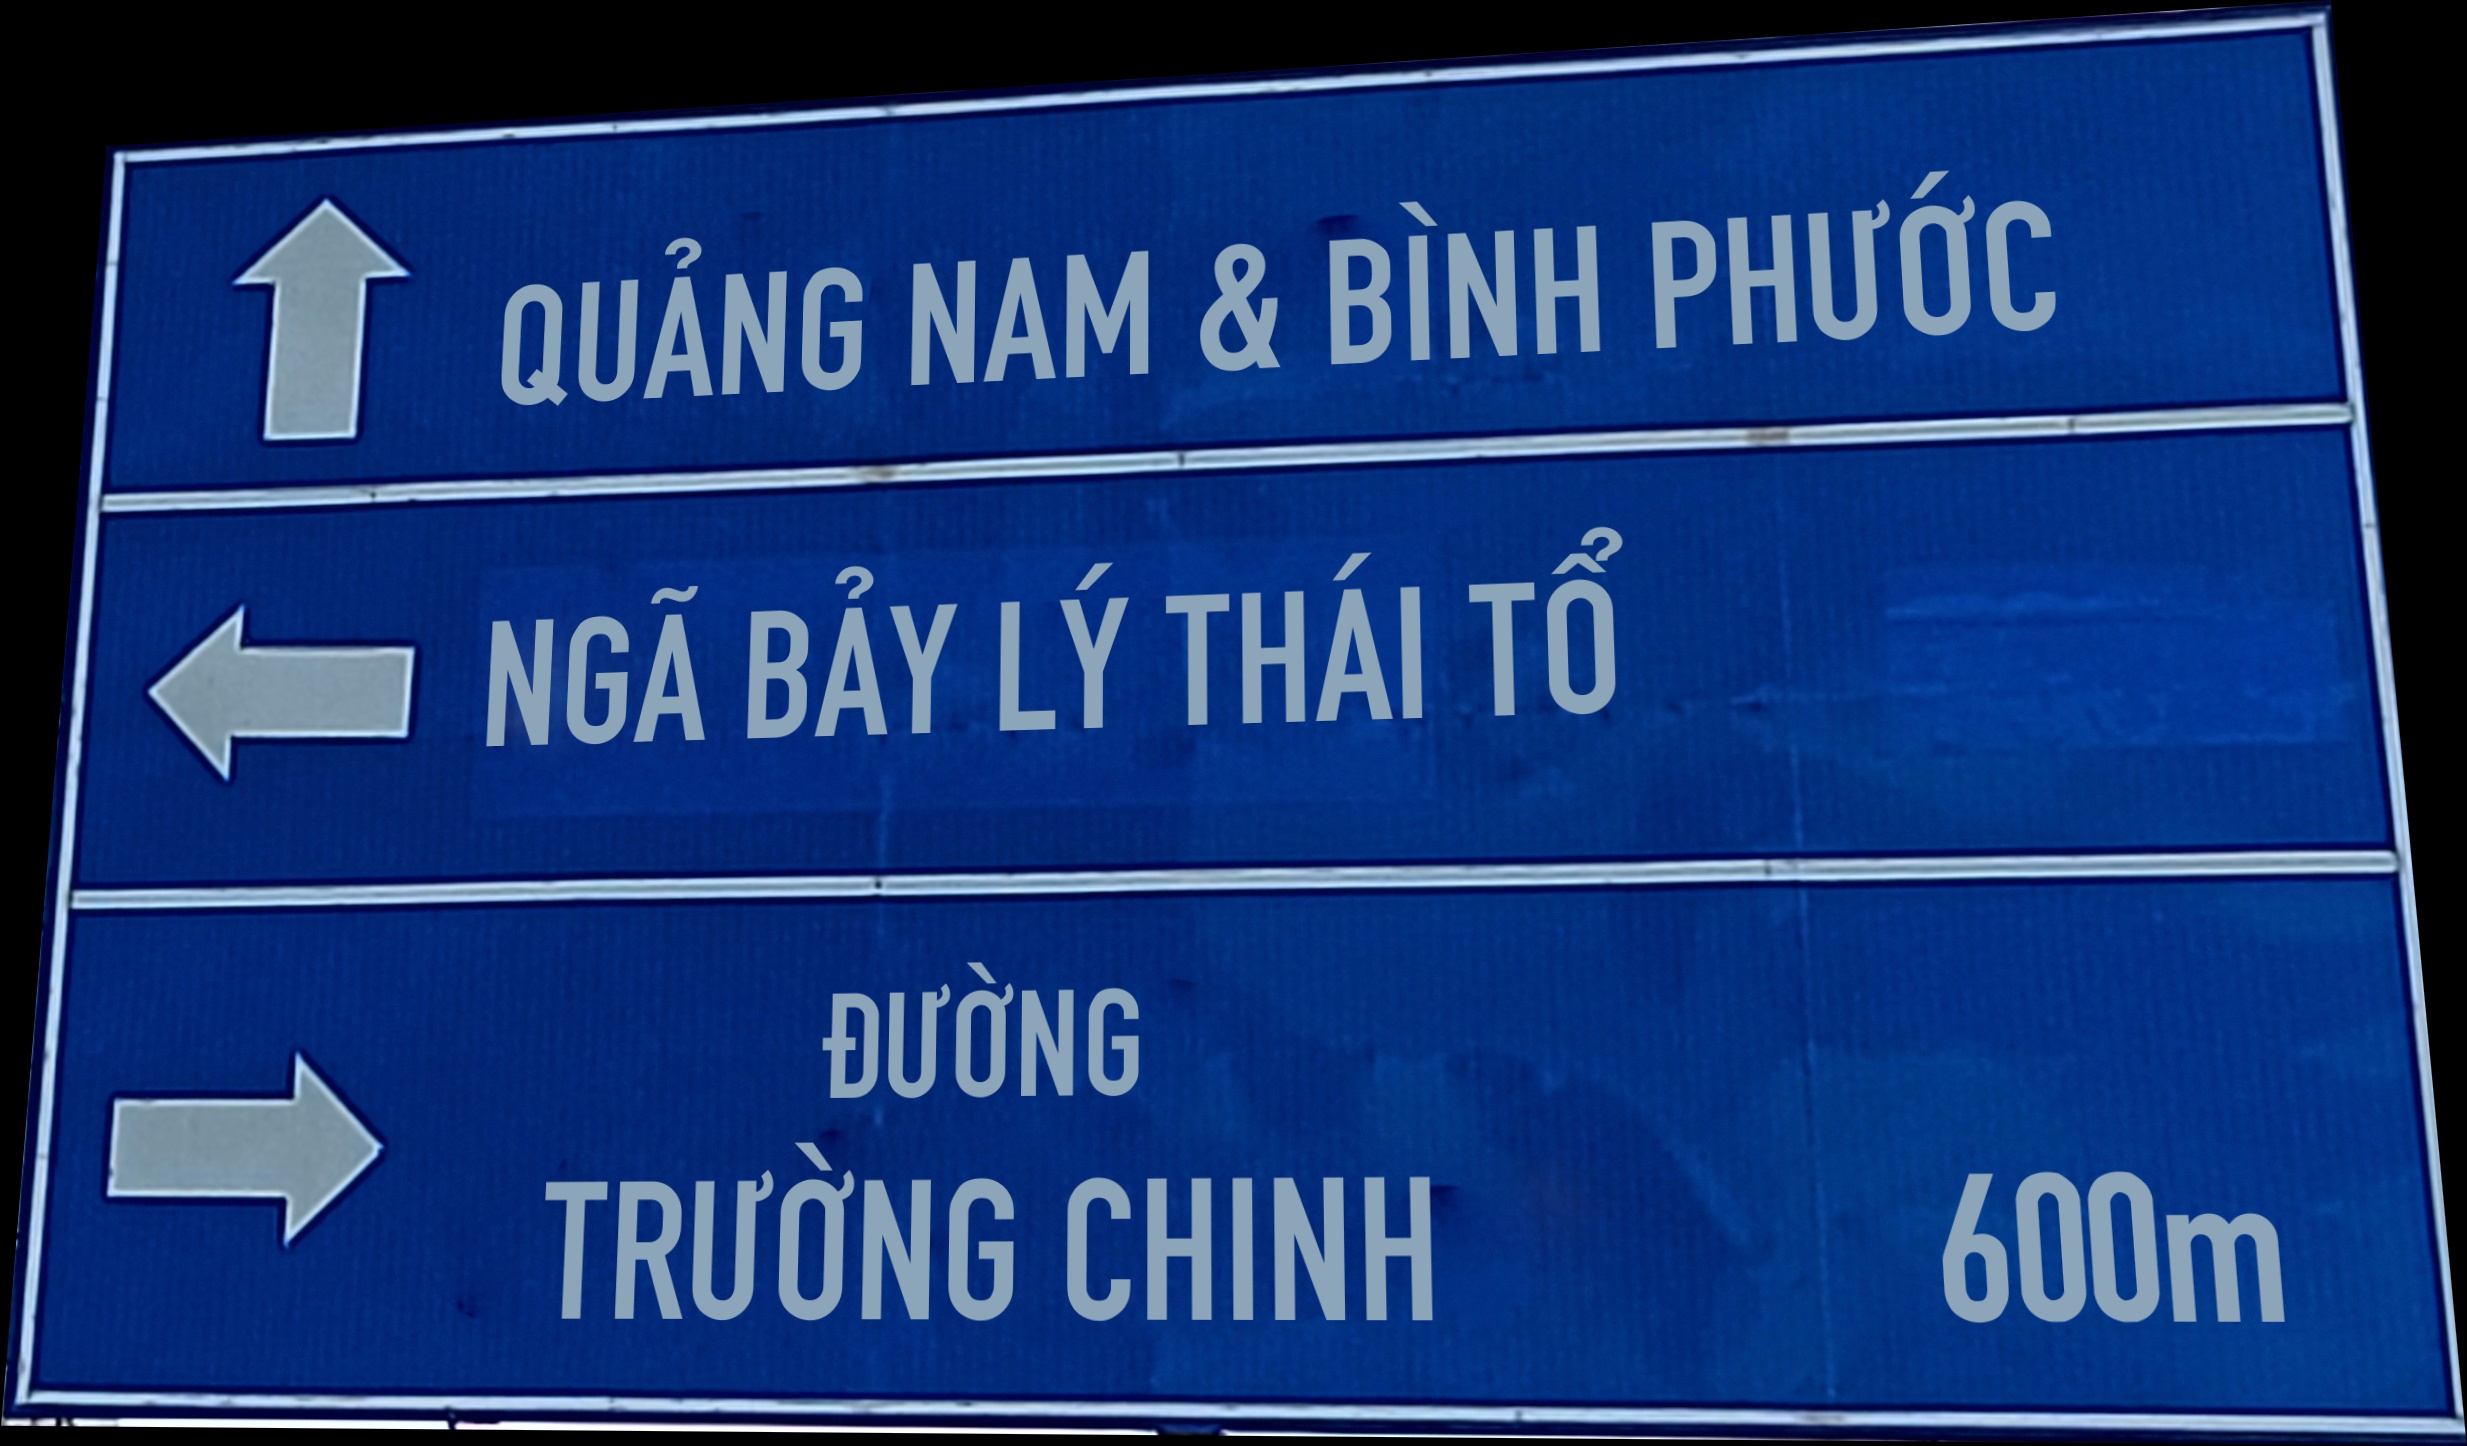 QUẢNG NAM & BÌNH PHƯỚC
NGÃ BẢY LÝ THÁI TỔ
ĐƯỜNG
TRƯỜNG CHINH 600m